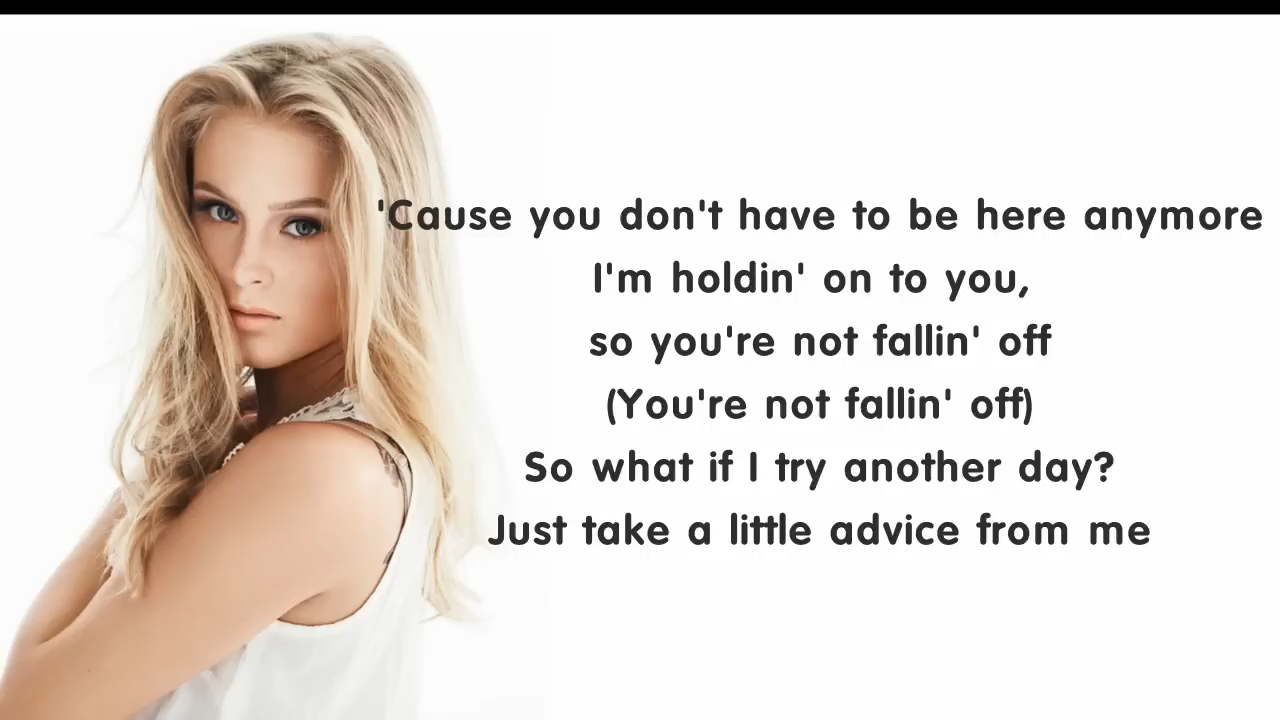 'Cause you don't have to be here anymore
I'm holdin' on to you,
so you're not fallin' off
(You're not fallin' off)
So what if I try another day?
Just take a little advice from me